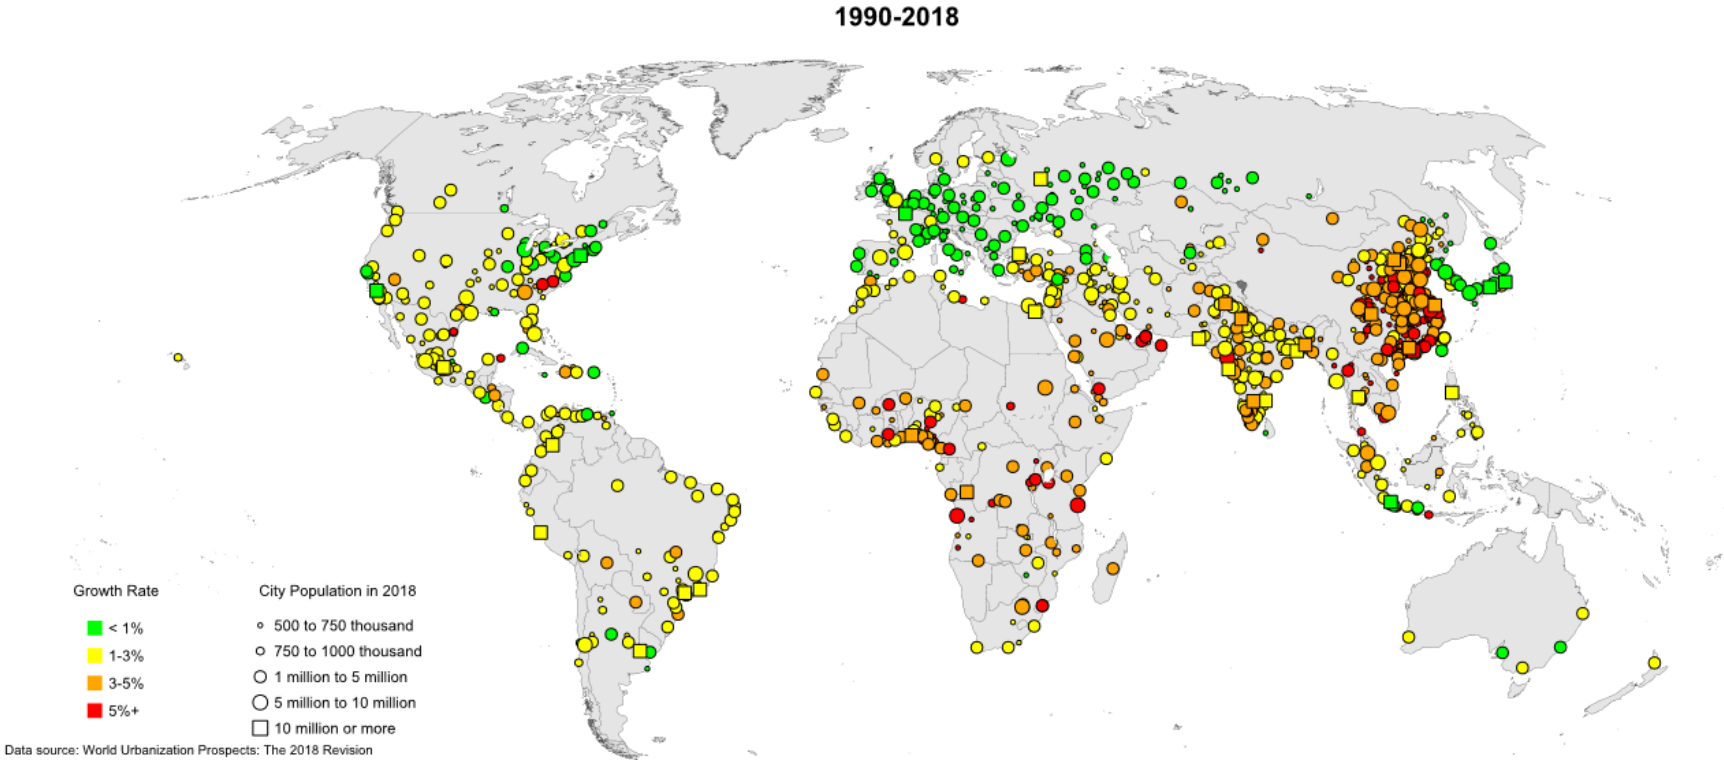 1990-2018
Growth Rate
< 1%
1-3%
3-5%
5%+
City Population in 2018
500 to 750 thousand
750 to 1000 thousand
1 million to 5 million
5 million to 10 million
10 million or more
Data source: World Urbanization Prospects: The 2018 Revision